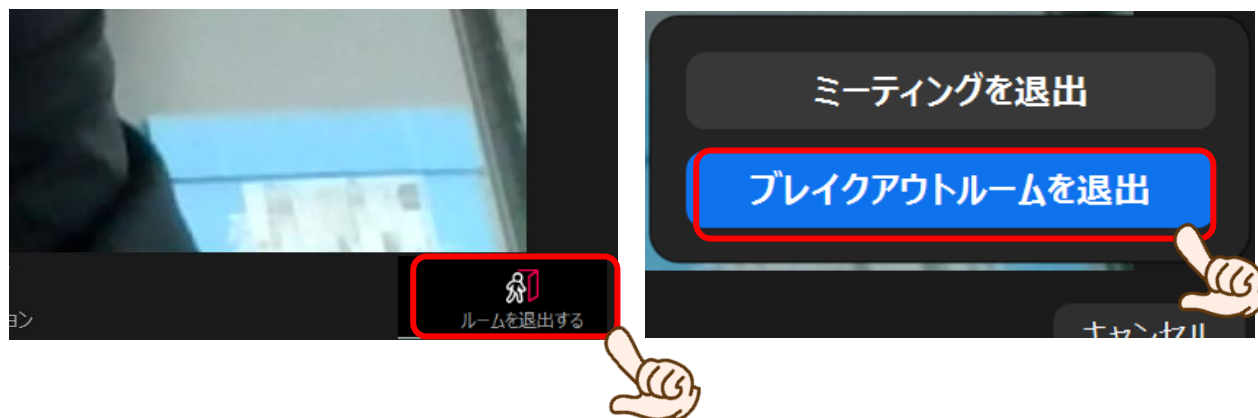 ョン
ルームを退出する
ミーティングを退出
ブレイクアウトルームを退出
キャンセル